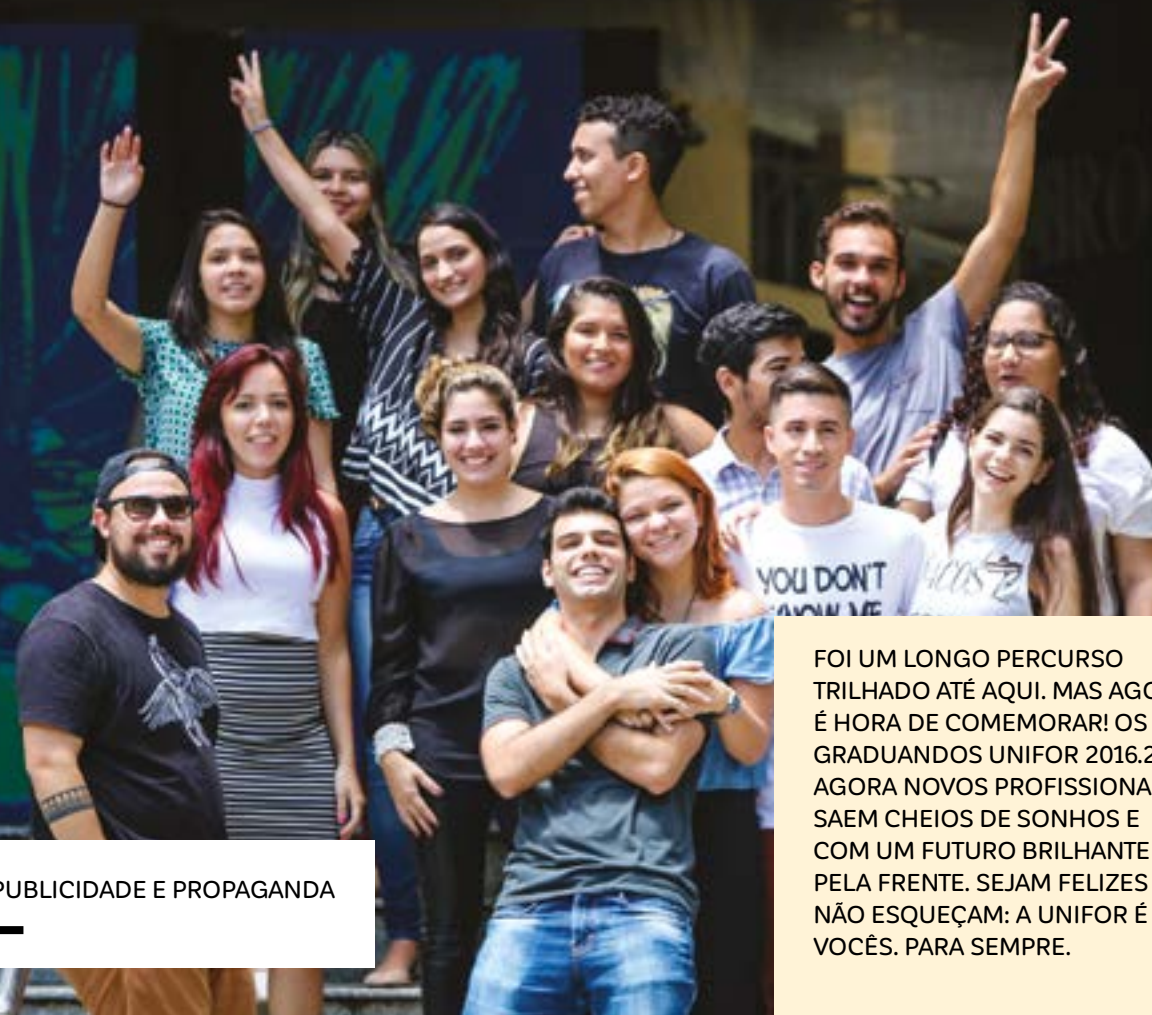 YOU DON'T
KNOW ME
PUBLICIDADE E PROPAGANDA
FOI UM LONGO PERCURSO
TRILHADO ATÉ AQUI. MAS
É HORA DE COMEMORAR! OS
GRADUANDOS UNIFOR 2016.2
AGORA NOVOS
SAEM CHEIOS DE SONHOS E
COM UM FUTURO BRILHANTE
PELA FRENTE. SEJAM FELIZES
NÃO ESQUEÇAM: A UNIFOR É
VOCÊS. PARA SEMPRE.